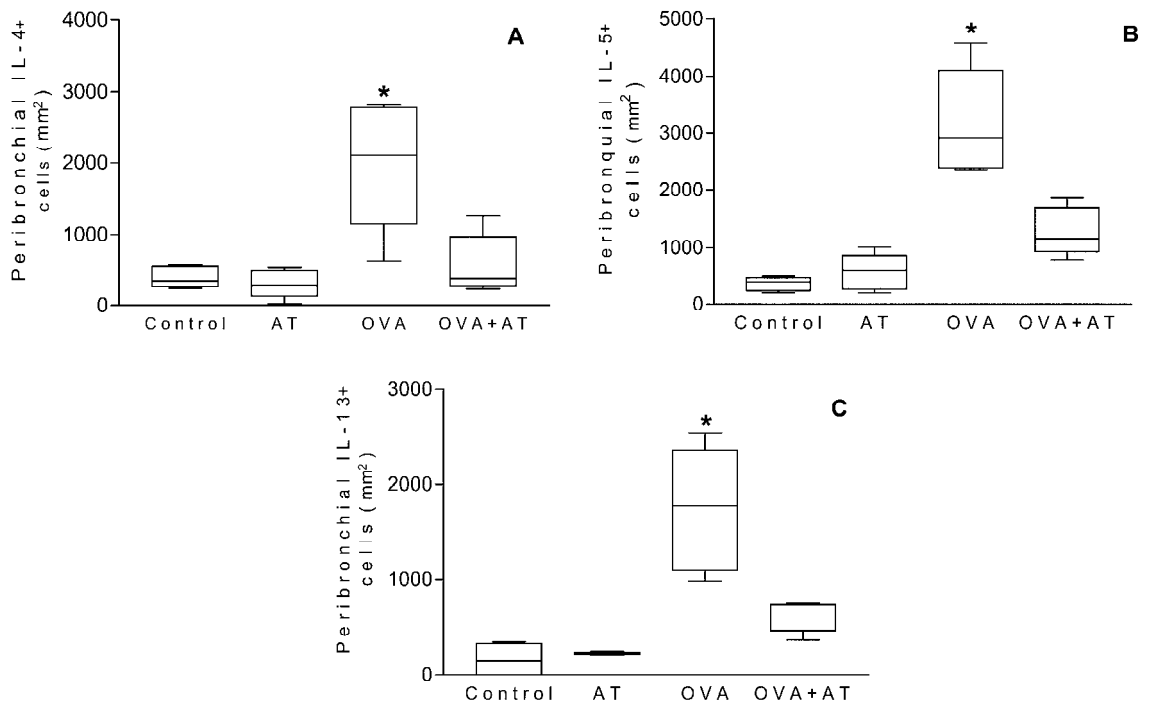 Peribronchial IL-4+
cells (mm²)
4000
3000
2000
1000
0
A
*
Control AT OVA OVA+AT
Peribronquial IL-5+
cells (mm²)
5000
4000
3000
2000
1000
0
B
*
Control AT OVA OVA+AT
Peribronchial IL-13+
cells (mm²)
3000
2000
1000
0
C
*
Control AT OVA OVA+AT